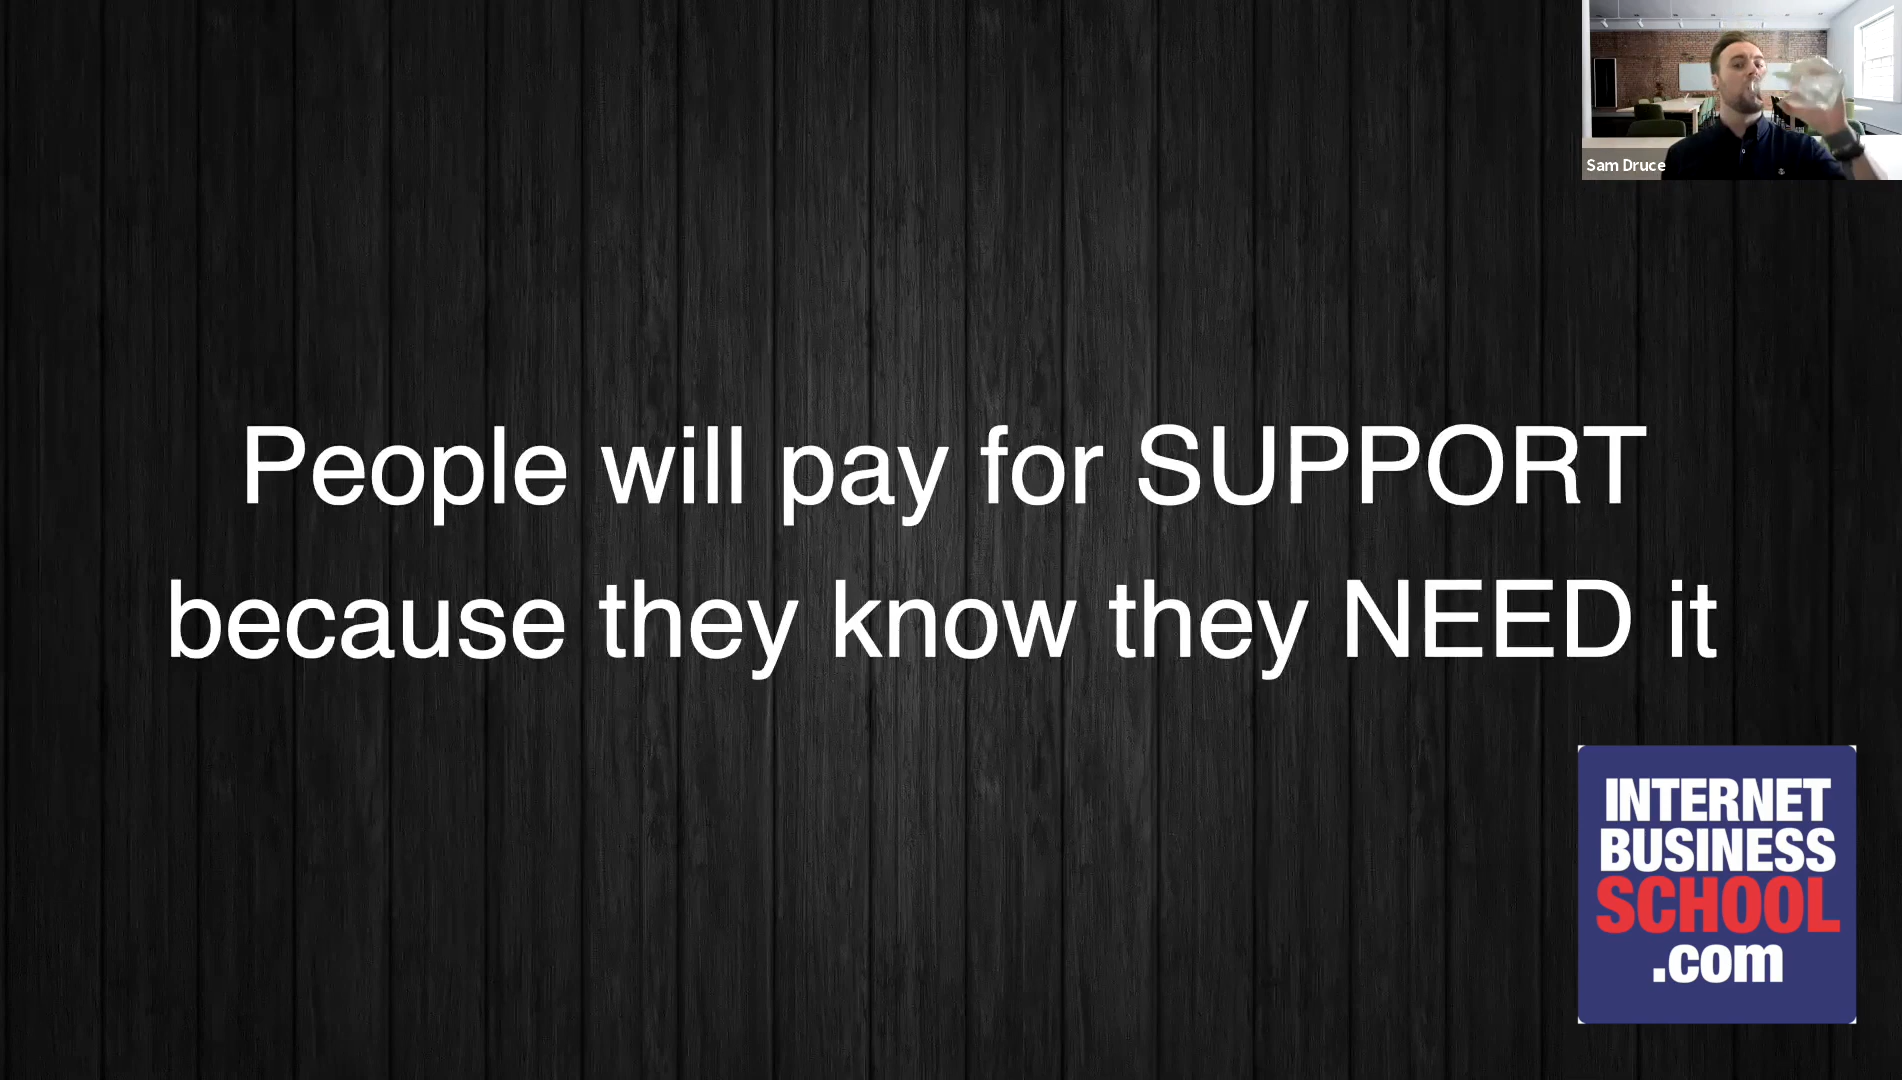 Sam Druce
People will pay for SUPPORT
because they know they NEED it
INTERNET
BUSINESS
SCHOOL
.com